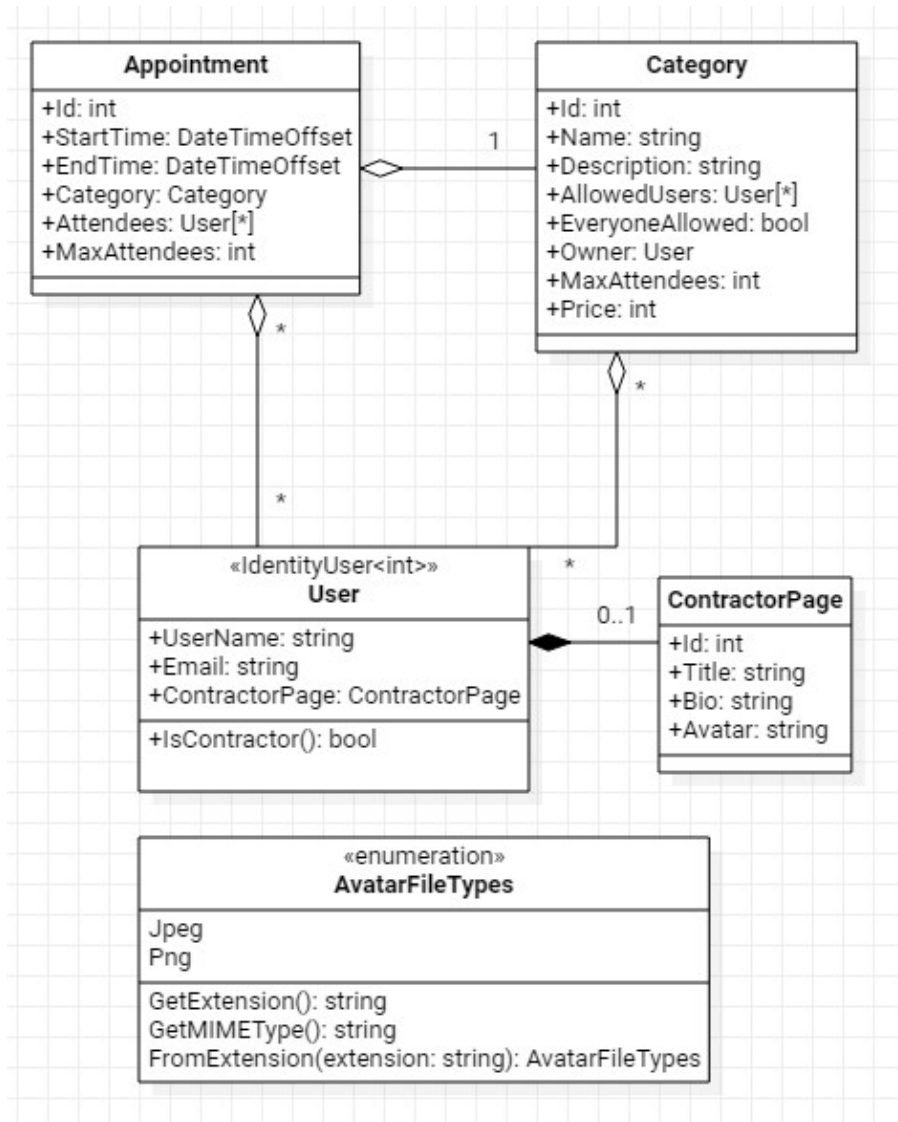 Appointment
+Id: int
+StartTime: DateTimeOffset
+EndTime: DateTimeOffset
+Category: Category
+Attendees: User[*]
+MaxAttendees: int
1
Category
+Id: int
+Name: string
+Description: string
+AllowedUsers: User[*]
+EveryoneAllowed: bool
+Owner: User
+MaxAttendees: int
+Price: int
*
*
*
*
«IdentityUser<int>»
User
+UserName: string
+Email: string
+ContractorPage: ContractorPage
+IsContractor(): bool
0..1
ContractorPage
+Id: int
+Title: string
+Bio: string
+Avatar: string
«enumeration»
AvatarFileTypes
Jpeg
Png
GetExtension(): string
GetMIMEType(): string
FromExtension(extension: string): AvatarFileTypes